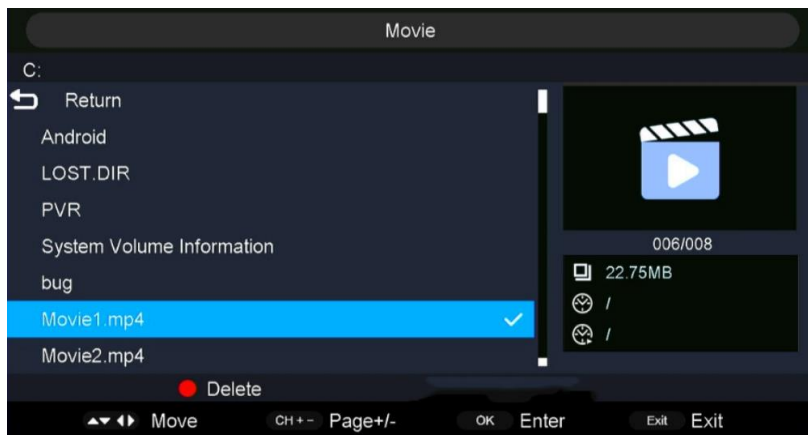 Movie
C:
Return
Android
LOST.DIR
PVR
System Volume Information
bug
Movie1.mp4
Movie2.mp4
006/008
22.75MB
/
/
Delete
Move CH + - Page+/- OK Enter Exit Exit